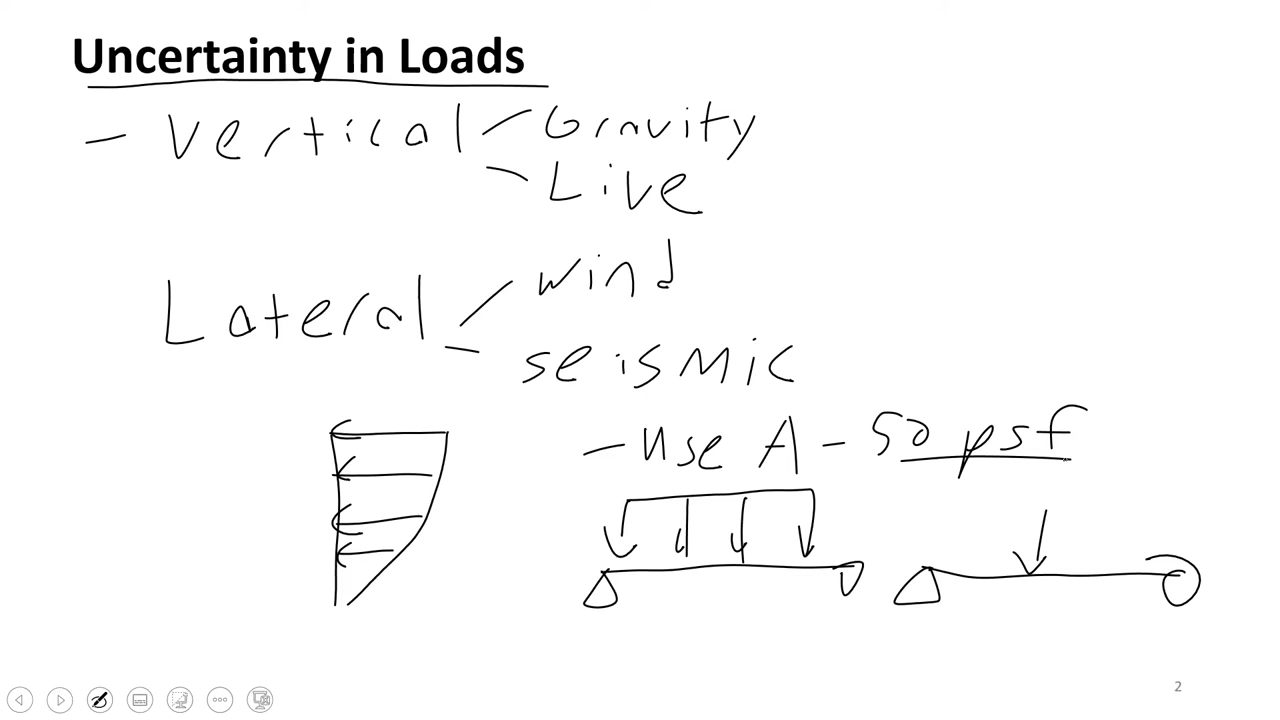 Uncertainty in Loads
- Vertical - Gravity
- Live
Lateral - wind
- seismic
- use A - 50 psf
2